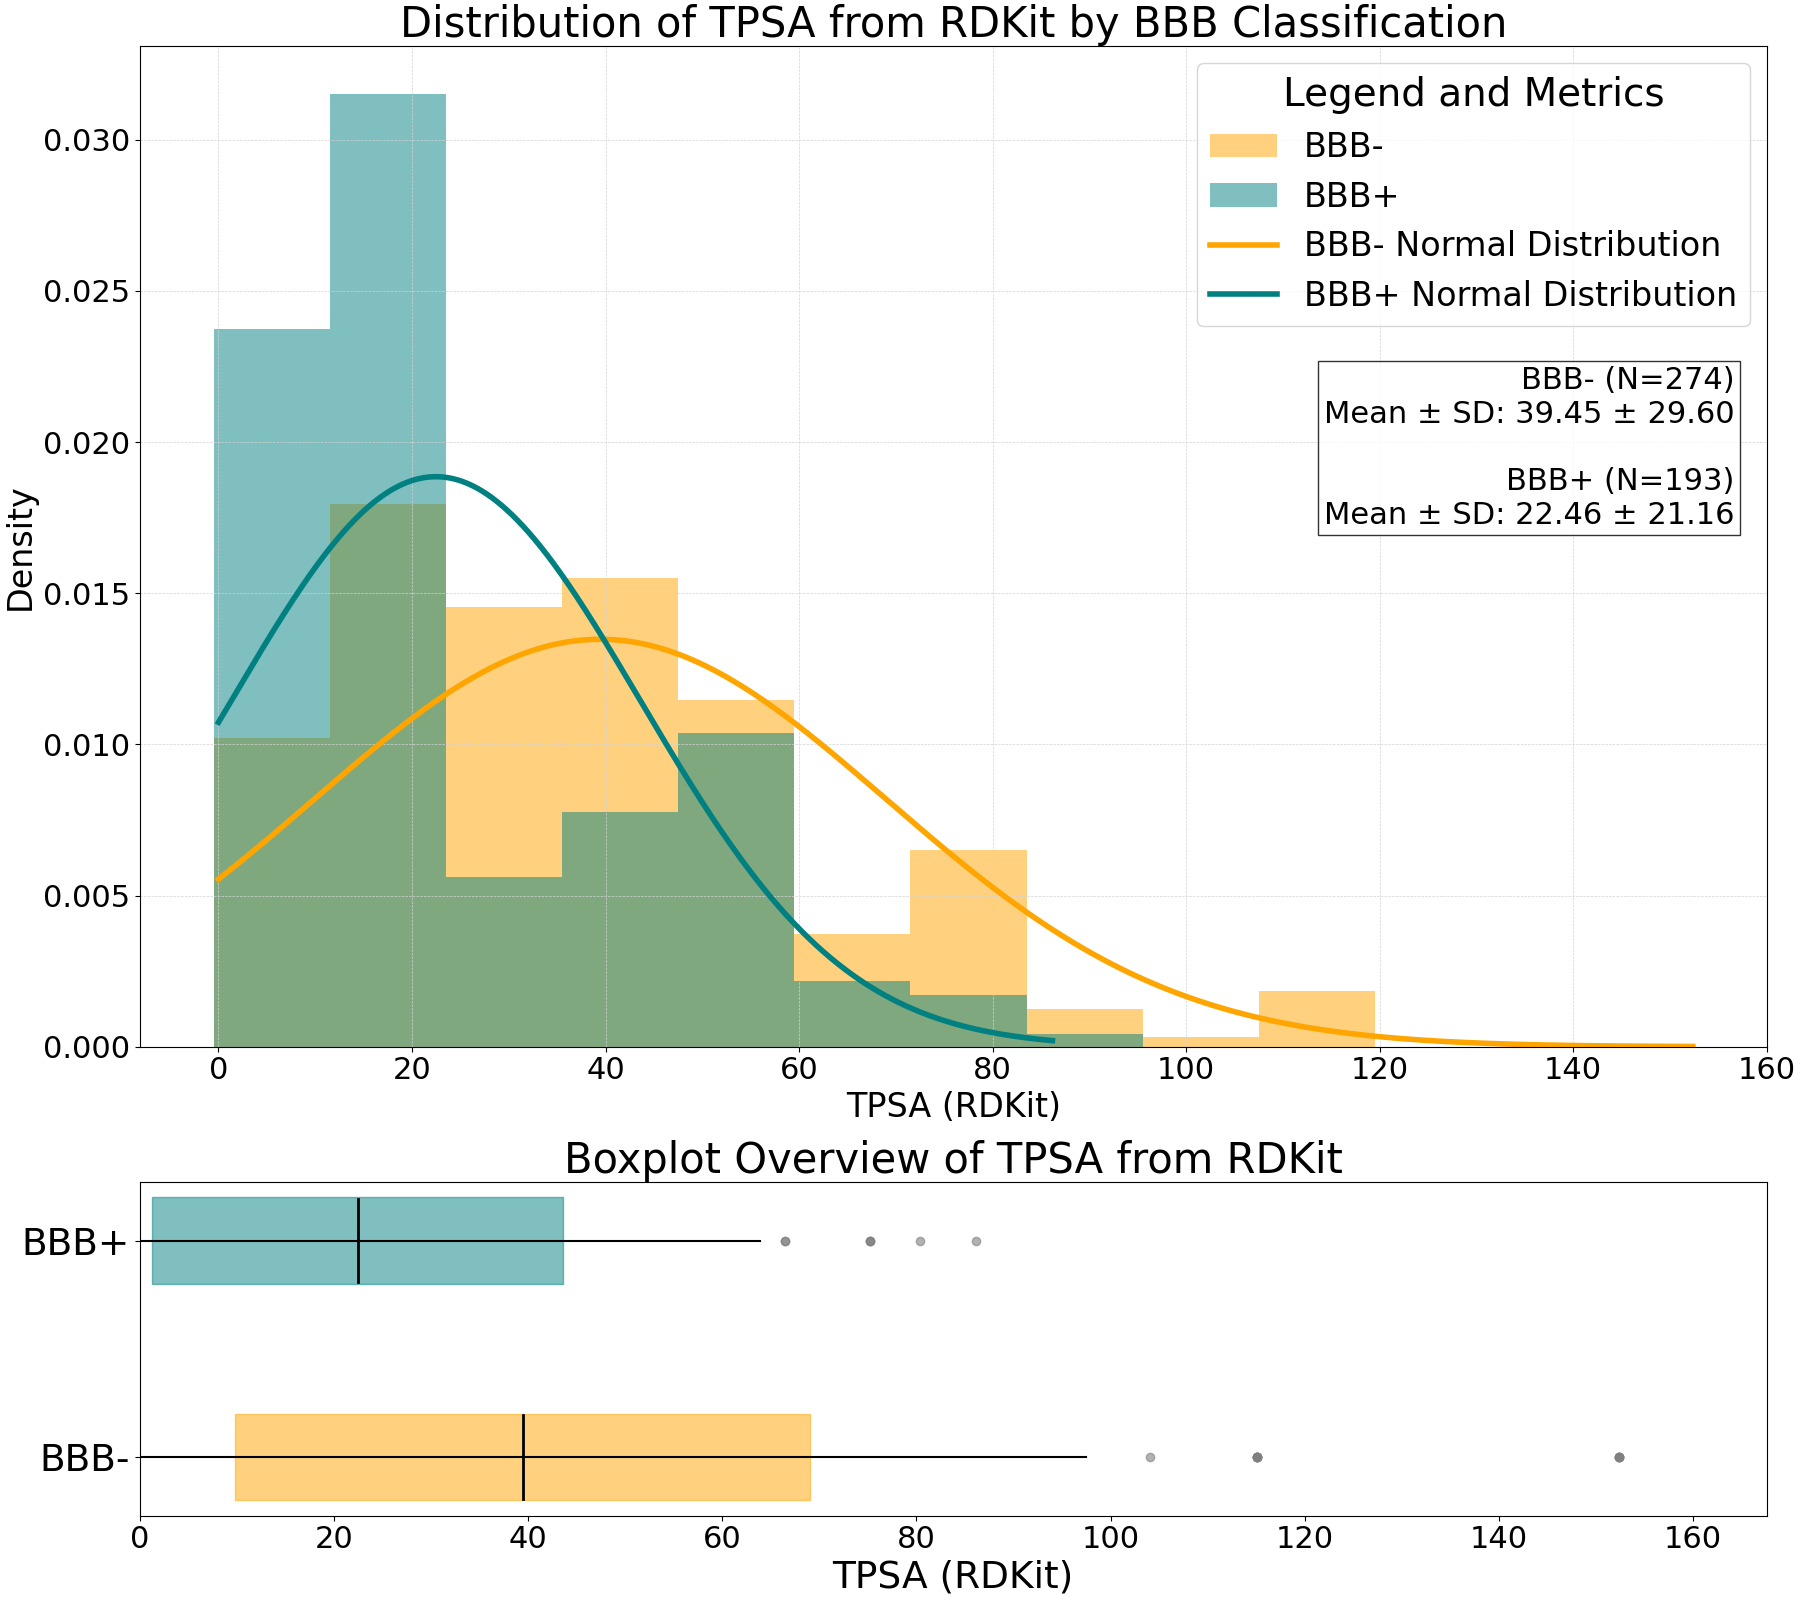 Distribution of TPSA from RDKit by BBB Classification
Legend and Metrics
BBB-
BBB+
BBB- Normal Distribution
BBB+ Normal Distribution
BBB- (N=274)
Mean ± SD: 39.45 ± 29.60
BBB+ (N=193)
Mean ± SD: 22.46 ± 21.16
Density
0.030
0.025
0.020
0.015
0.010
0.005
0.000
0 20 40 60 80 100 120 140 160
TPSA (RDKit)
Boxplot Overview of TPSA from RDKit
BBB+
BBB-
0 20 40 60 80 100 120 140 160
TPSA (RDKit)